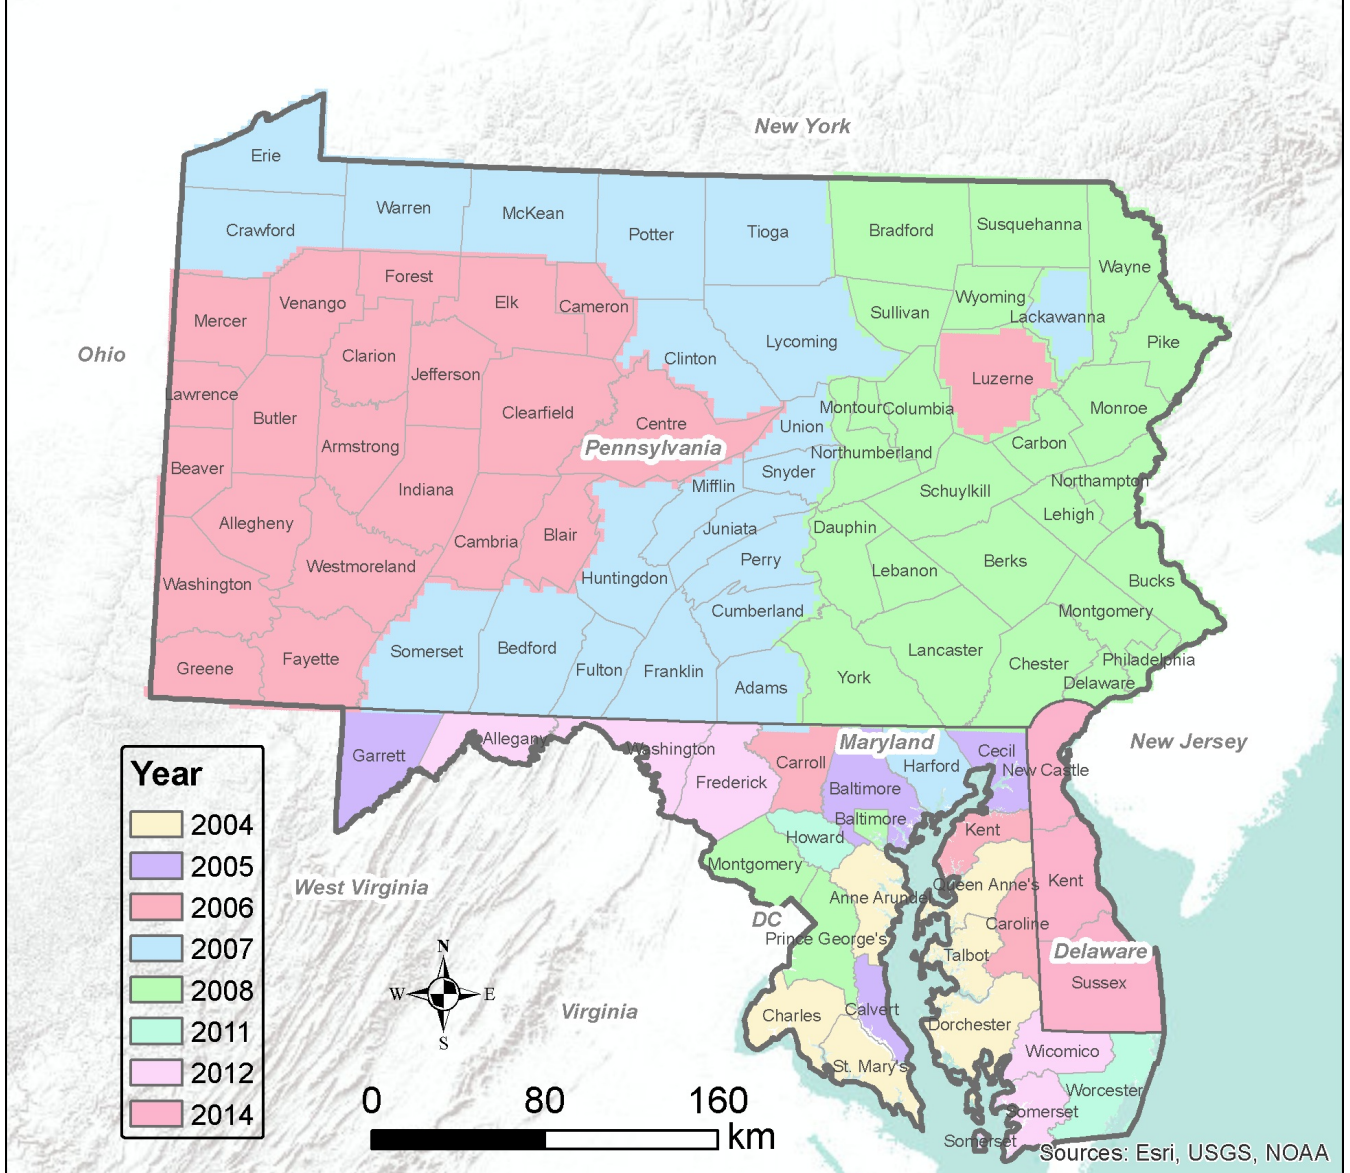 New York
Erie
Warren
McKean
Crawford
Potter
Tioga
Bradford
Susquehanna
Wayne
Forest
Venango
Elk
Cameron
Mercer
Sullivan
Wyoming
Lackawanna
Pike
Ohio
Clarion
Jefferson
Clinton
Lycoming
Luzerne
Lawrence
Butler
Clearfield
Centre
Union
Montour
Columbia
Monroe
Armstrong
Pennsylvania
Northumberland
Carbon
Beaver
Indiana
Mifflin
Snyder
Schuylkill
Northampton
Allegheny
Cambria
Blair
Juniata
Dauphin
Lehigh
Westmoreland
Washington
Huntingdon
Perry
Lebanon
Berks
Bucks
Cumberland
Montgomery
Greene
Fayette
Somerset
Bedford
Fulton
Franklin
Adams
York
Lancaster
Chester
Philadelphia
Delaware
New Jersey
Garrett
Allegany
Washington
Frederick
Carroll
Maryland
Baltimore
Harford
Cecil
New Castle
Baltimore
Howard
Kent
Montgomery
Anne Arundel
Queen Anne's
Kent
West Virginia
DC
Prince George's
Caroline
Talbot
Delaware
Sussex
Virginia
Charles
Calvert
Dorchester
St. Mary's
Wicomico
Worcester
Somerset
Somerset
Year
2004
2005
2006
2007
2008
2011
2012
2014
N
W
E
S
0 80 160
km
Sources: Esri, USGS, NOAA